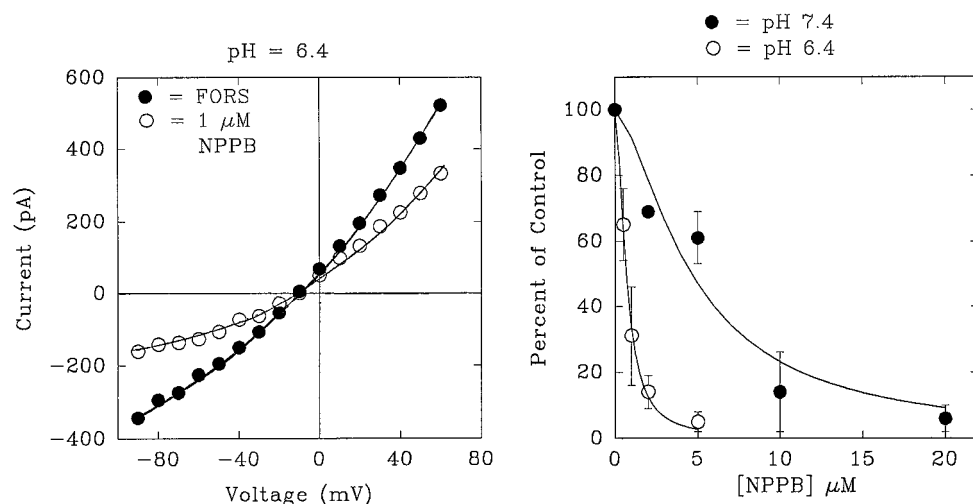 pH = 6.4
● = FORS
○ = 1 μM
NPPB
600
400
200
0
−200
−400
−80
−40
0
40
80
Current (pA)
Voltage (mV)
● = pH 7.4
○ = pH 6.4
100
80
60
40
20
0
0
5
10
15
20
Percent of Control
[NPPB] μM